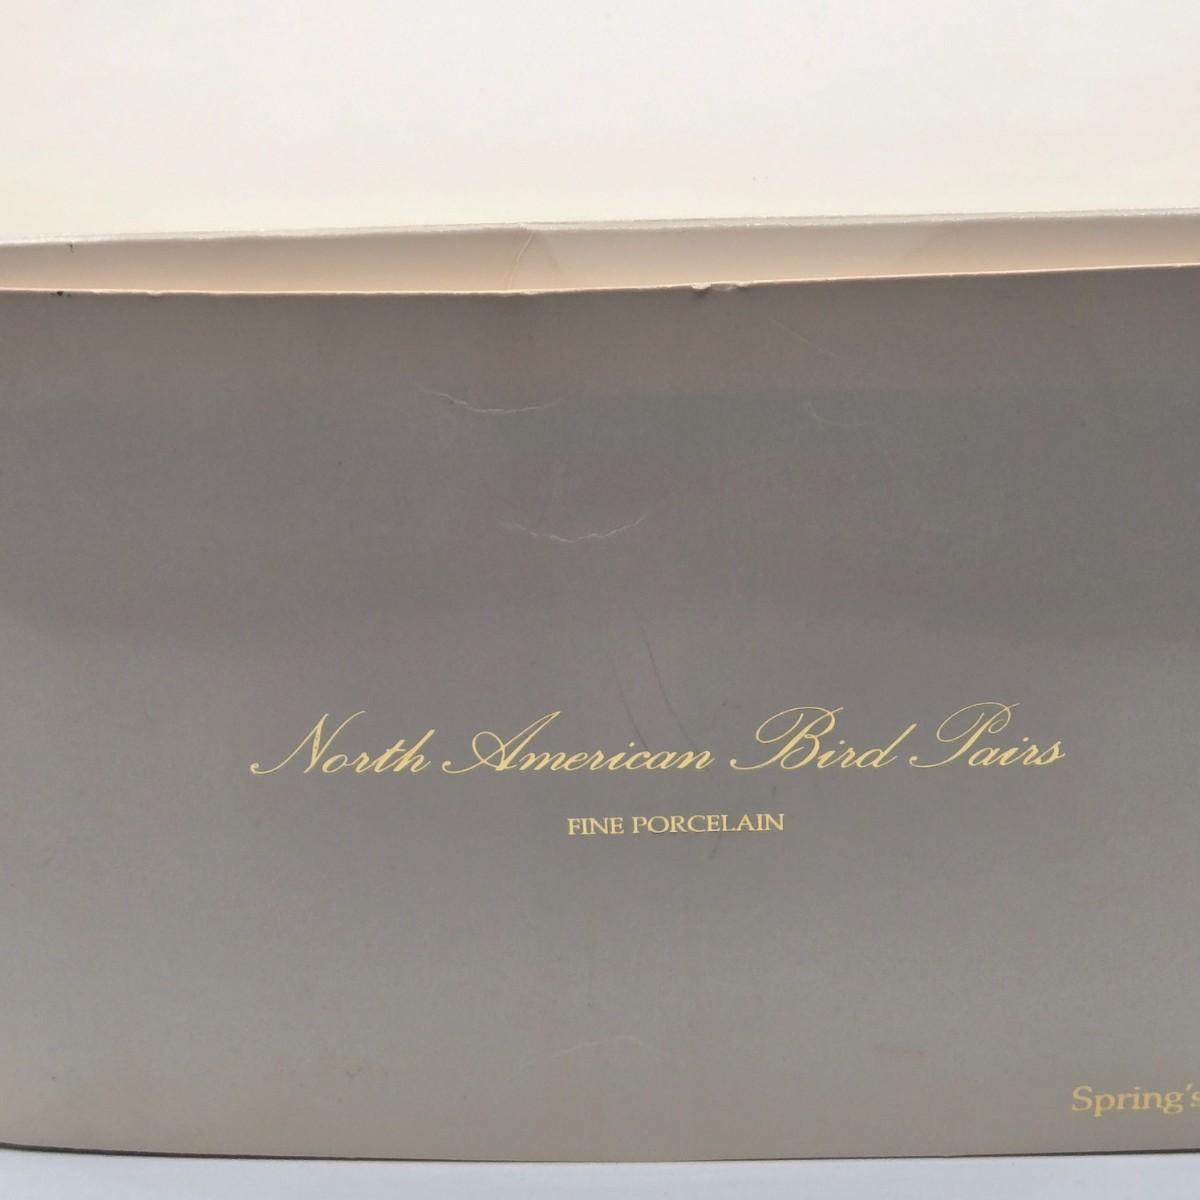 North American Bird Pairs
FINE PORCELAIN
Spring's